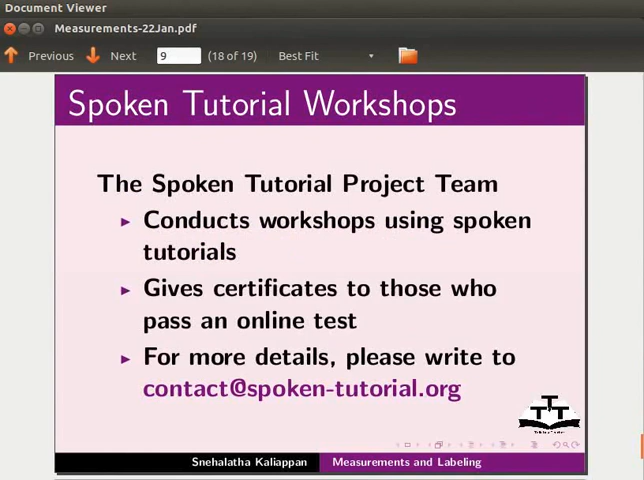 Document Viewer
Measurements-22Jan.pdf
Previous Next 9 (18 of 19) Best Fit
Spoken Tutorial Workshops
The Spoken Tutorial Project Team
Conducts workshops using spoken
tutorials
Gives certificates to those who
pass an online test
For more details, please write to
contact@spoken-tutorial.org
Snehalatha Kaliappan Measurements and Labeling